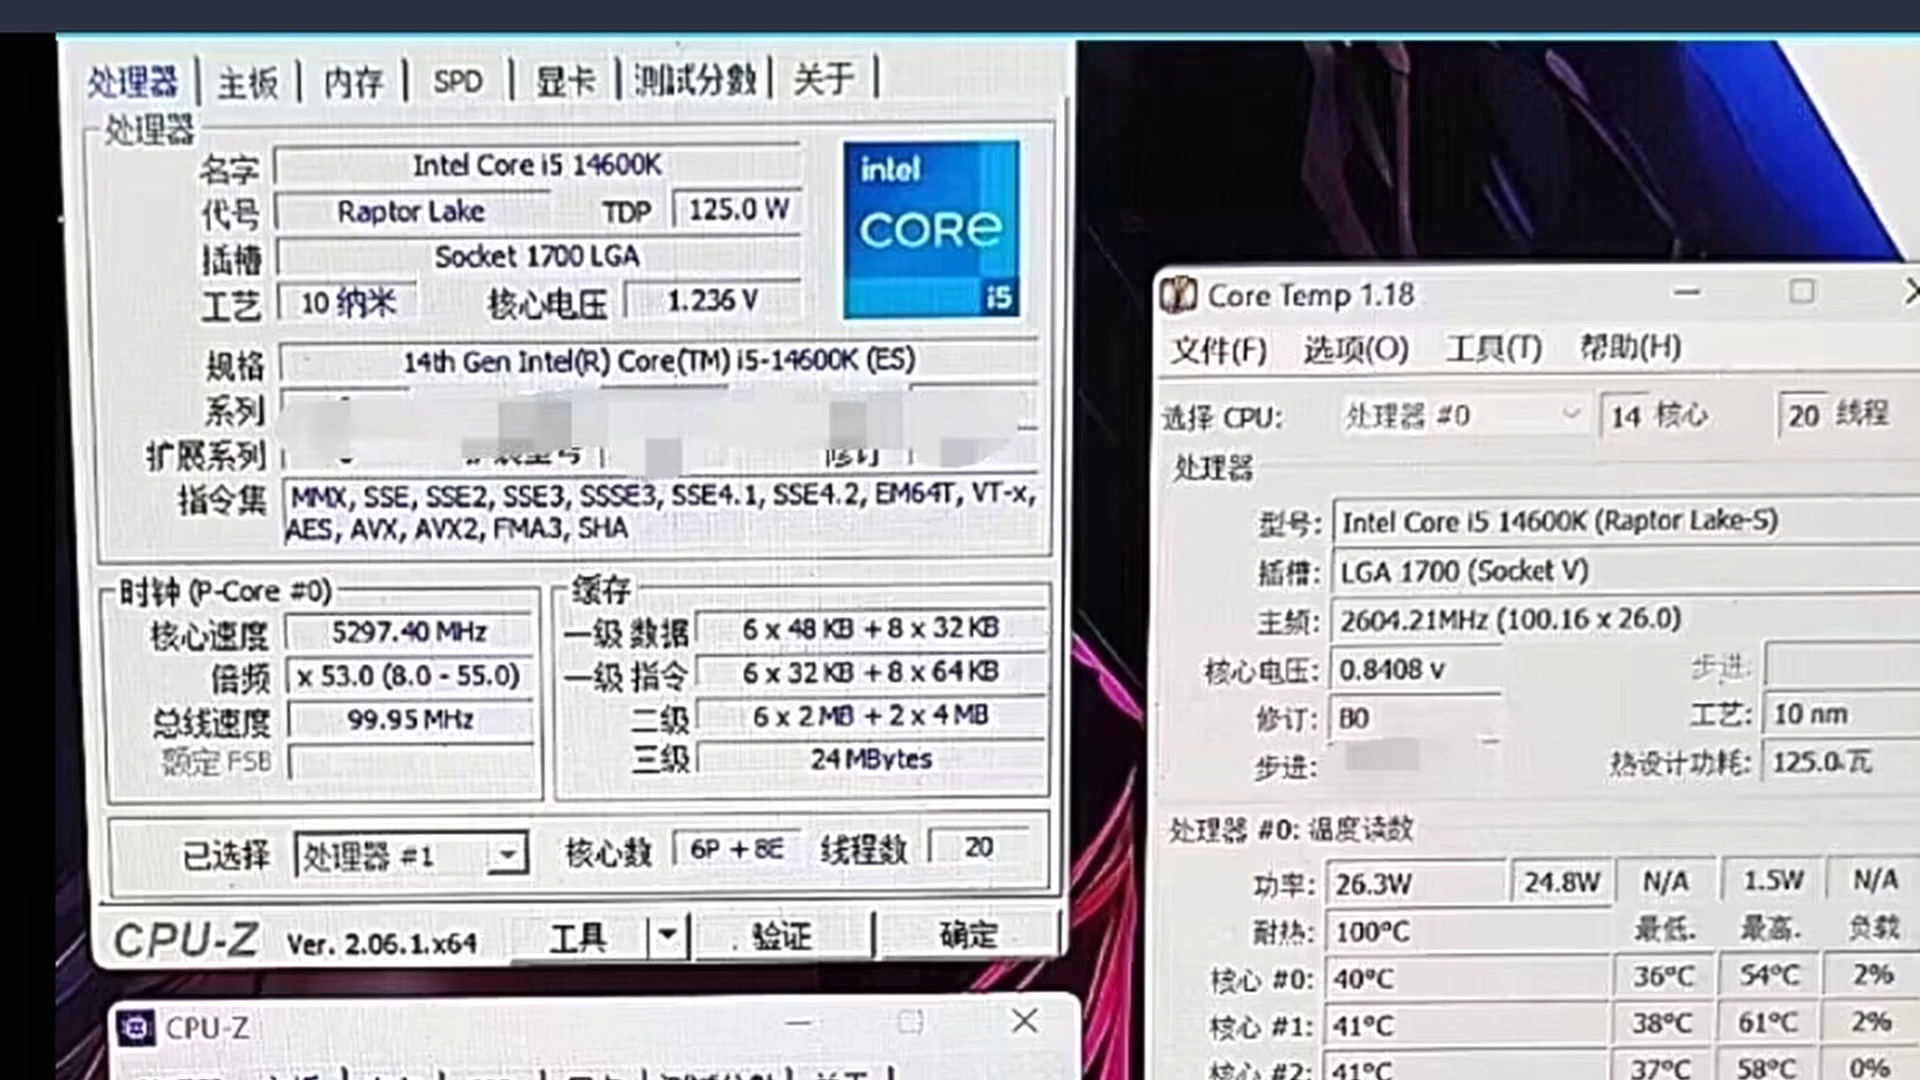 处理器 主板 内存 SPD 显卡 测试分数 关于
处理器
名字 Intel Core i5 14600K
代号 Raptor Lake TDP 125.0 W
插槽 Socket 1700 LGA
工艺 10 纳米 核心电压 1.236 V
intel
CORE
i5
规格 14th Gen Intel(R) Core(TM) i5-14600K (ES)
系列
扩展系列
指令集 MMX, SSE, SSE2, SSE3, SSSE3, SSE4.1, SSE4.2, EM64T, VT-x,
AES, AVX, AVX2, FMA3, SHA
时钟 (P-Core #0)
核心速度 5297.40 MHz
倍频 x 53.0 (8.0 - 55.0)
总线速度 99.95 MHz
额定 FSB
缓存
一级 数据 6 x 48 KB + 8 x 32 KB
一级 指令 6 x 32 KB + 8 x 64 KB
二级 6 x 2 MB + 2 x 4 MB
三级 24 MBytes
已选择 处理器 #1 核心数 6P + 8E 线程数 20
CPU-Z Ver. 2.06.1.x64 工具 验证 确定
CPU-Z
Core Temp 1.18
文件(F) 选项(O) 工具(T) 帮助(H)
选择 CPU: 处理器 #0 14 核心 20 线程
处理器
型号: Intel Core i5 14600K (Raptor Lake-S)
插槽: LGA 1700 (Socket V)
主频: 2604.21MHz (100.16 x 26.0)
核心电压: 0.8408 v 步进:
修订: B0 工艺: 10 nm
步进: 热设计功耗: 125.0 瓦
处理器 #0: 温度读数
功率: 26.3W 24.8W N/A 1.5W N/A
耐热: 100°C 最低. 最高. 负载
核心 #0: 40°C 36°C 54°C 2%
核心 #1: 41°C 38°C 61°C 2%
核心 #2: 41°C 37°C 58°C 0%